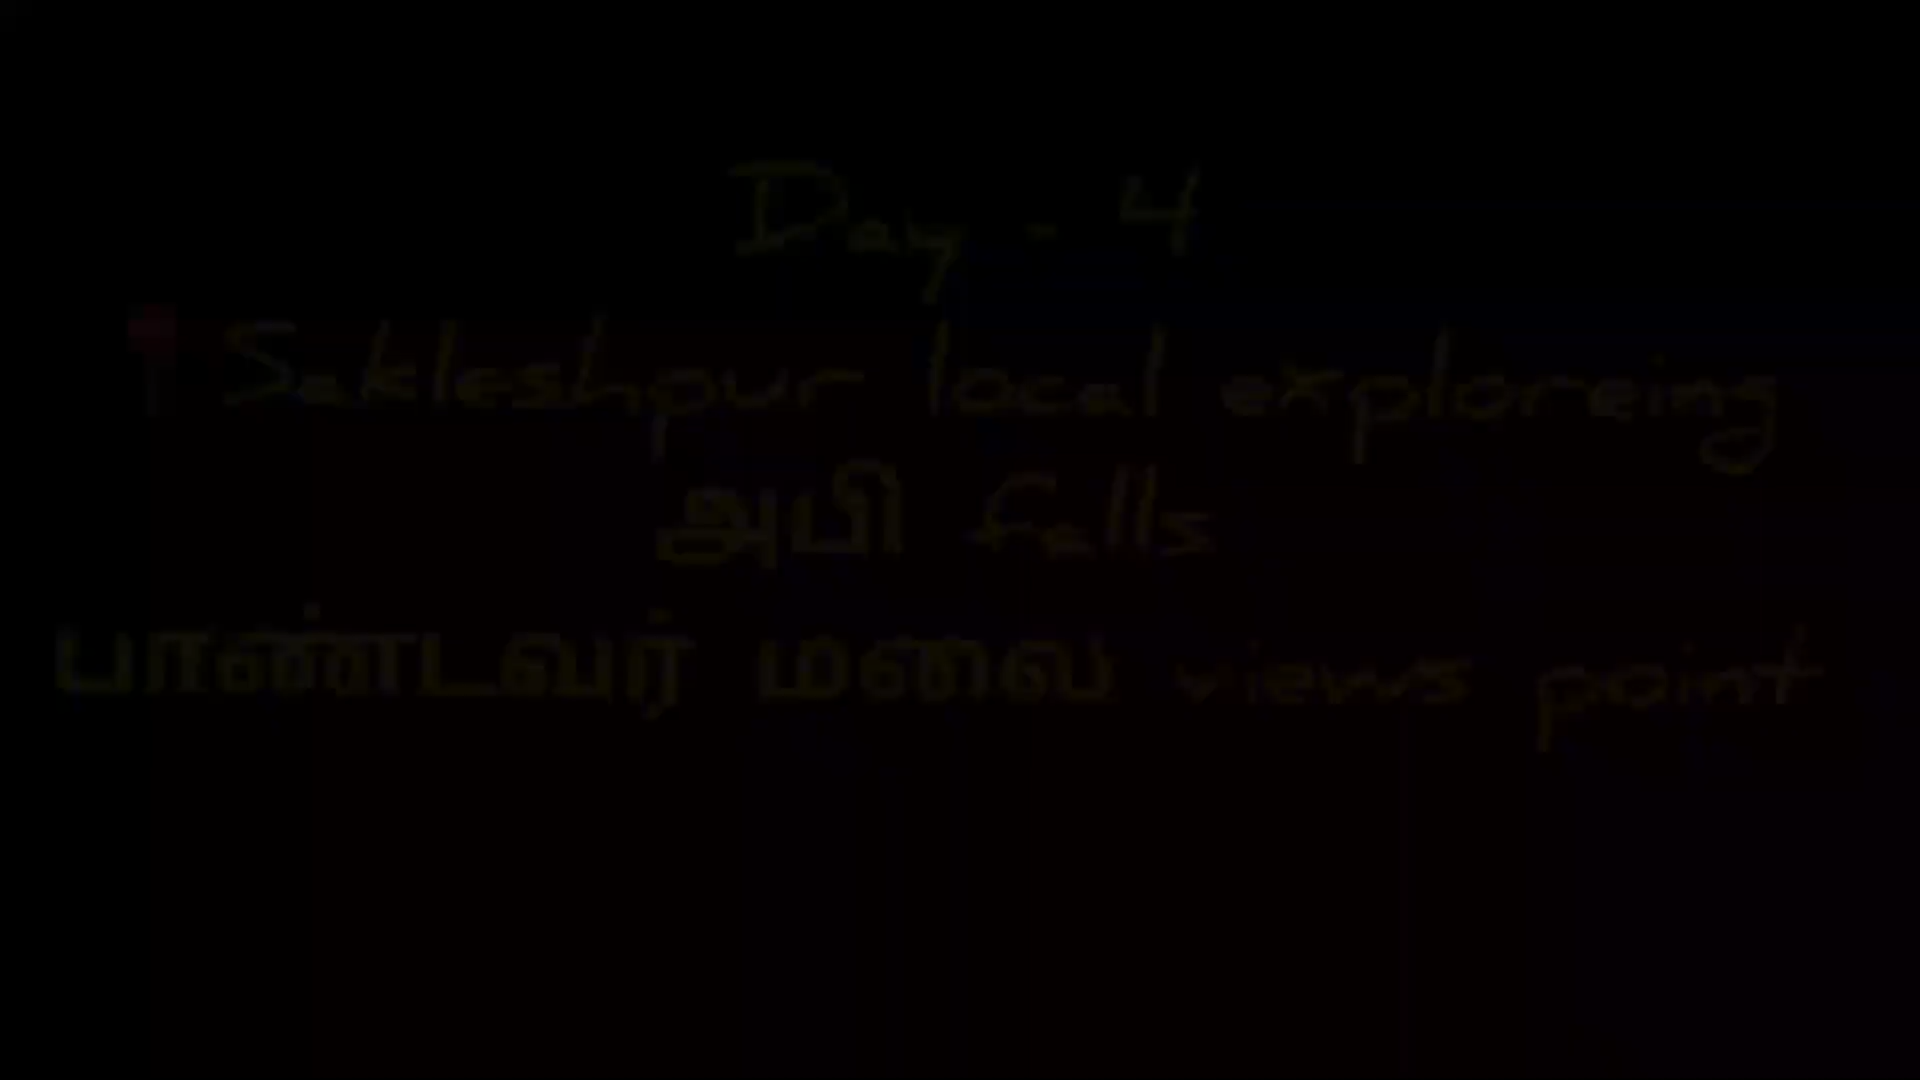 Day - 4
📍 Sakleshpur local exploreing
அபி falls
பாண்டவர் மலை views point